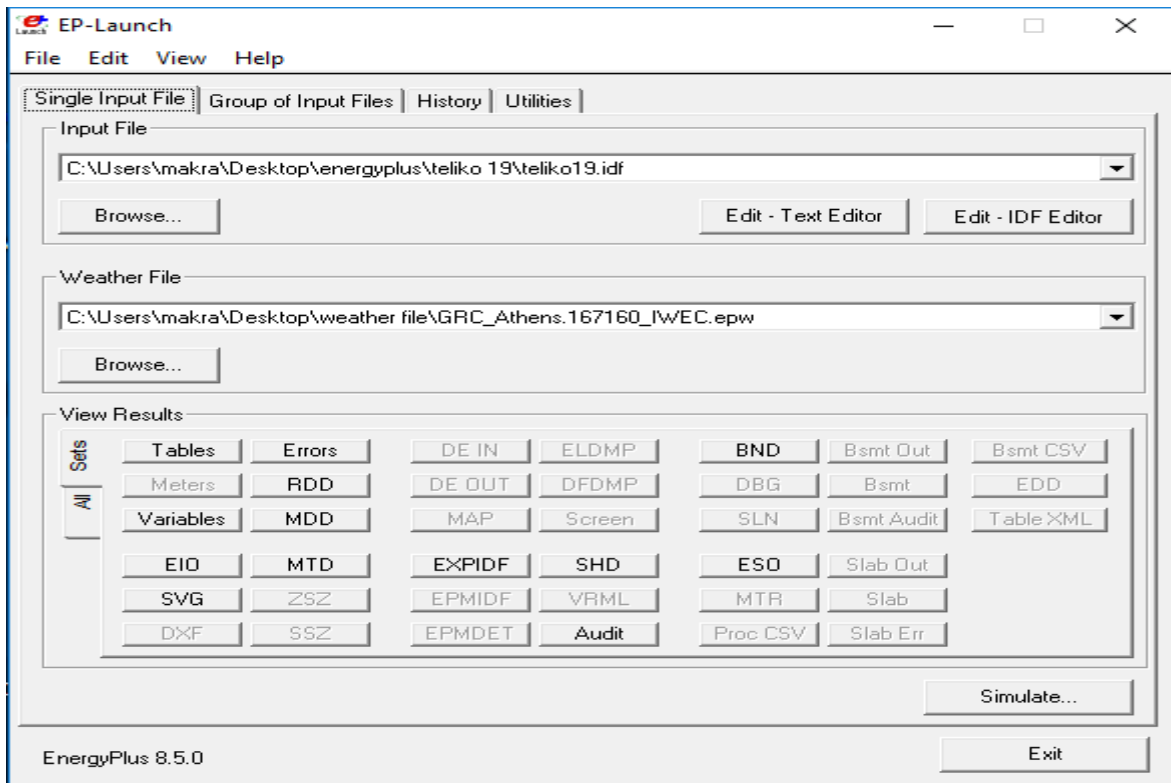 EP-Launch
File Edit View Help
Single Input File Group of Input Files History Utilities
Input File
C:\Users\makra\Desktop\energyplus\teliko 19\teliko19.idf
Browse... Edit - Text Editor Edit - IDF Editor
Weather File
C:\Users\makra\Desktop\weather file\GRC_Athens.167160_IWEC.epw
Browse...
View Results
Sets
All
Tables Errors DE IN ELDMP BND Bsmt Out Bsmt CSV
Meters RDD DE OUT DFDMP DBG Bsmt EDD
Variables MDD MAP Screen SLN Bsmt Audit Table XML
EIO MTD EXPIDF SHD ESO Slab Out
SVG ZSZ EPMIDF VRML MTR Slab
DXF SSZ EPMDET Audit Proc CSV Slab Err
Simulate...
EnergyPlus 8.5.0 Exit